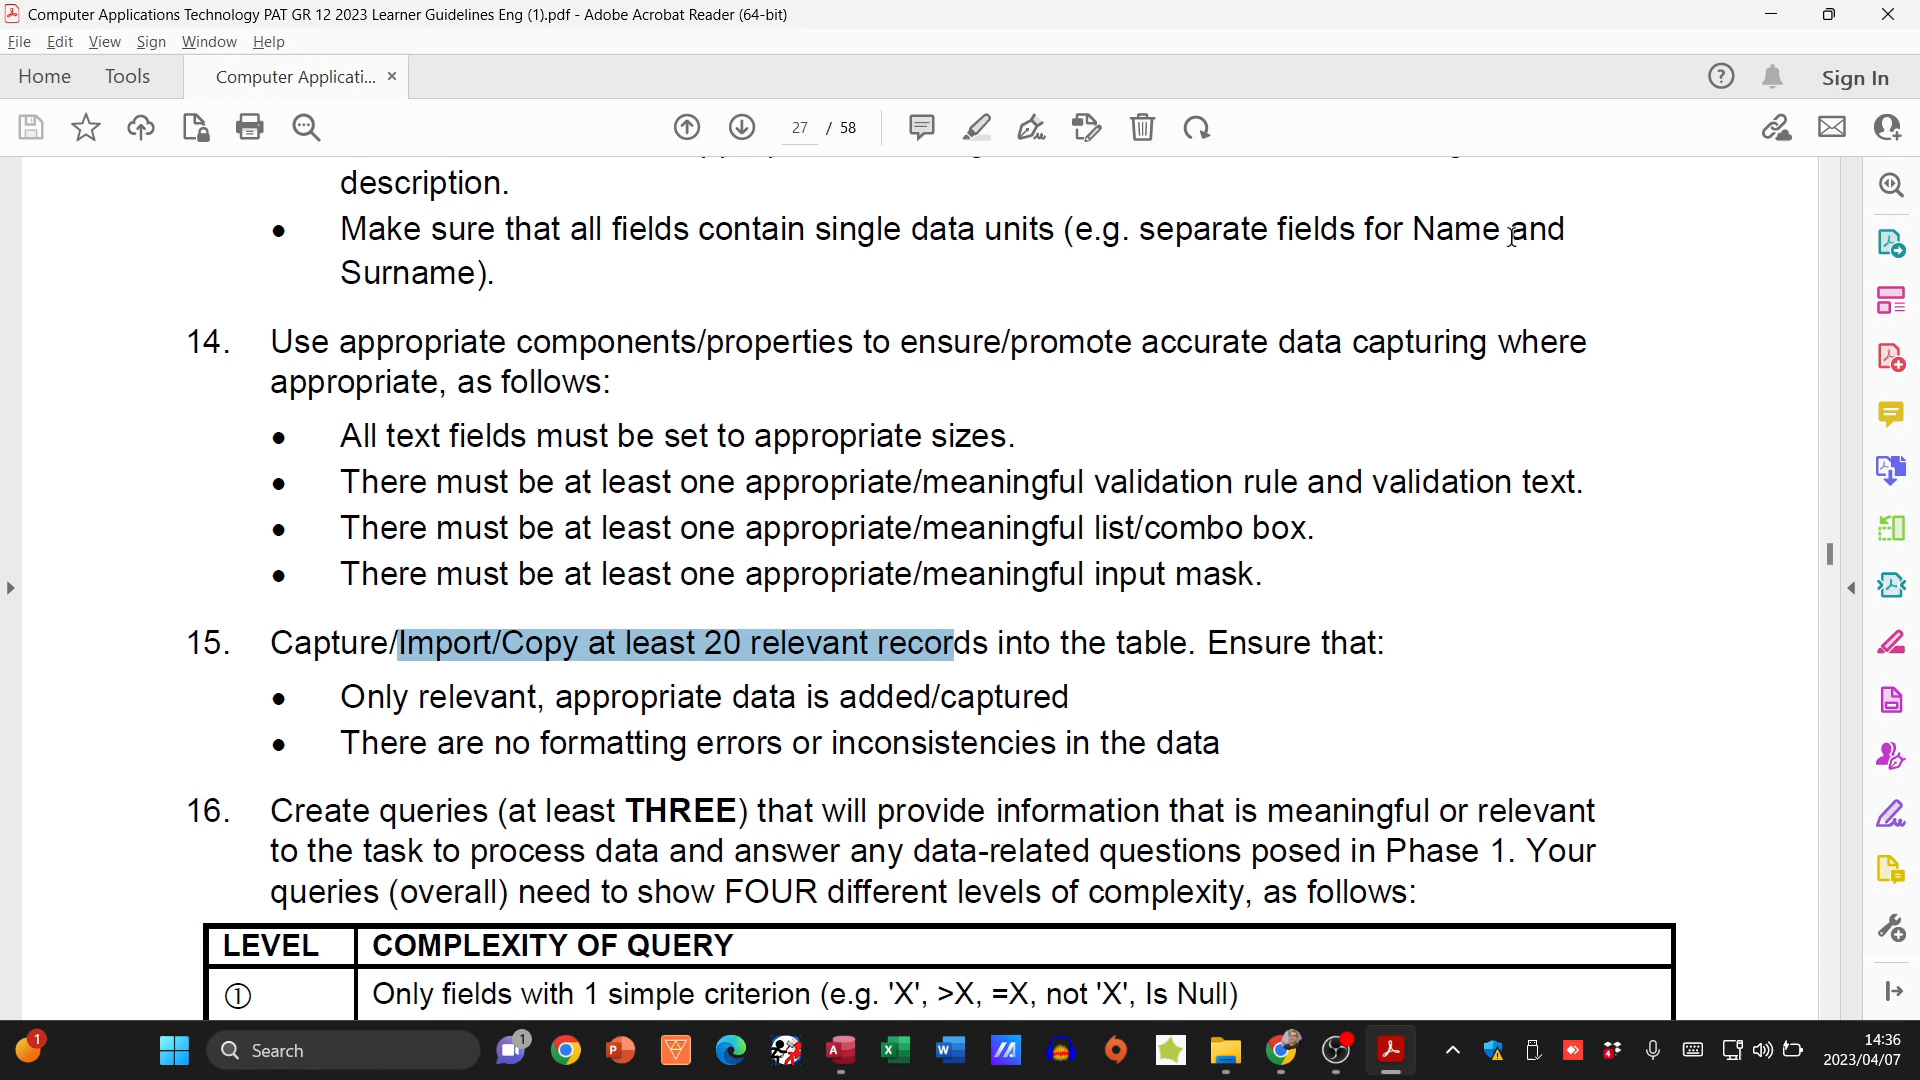 Computer Applications Technology PAT GR 12 2023 Learner Guidelines Eng (1).pdf - Adobe Acrobat Reader (64-bit)
File Edit View Sign Window Help
Home Tools Computer Applicati... × Sign In
27 / 58
description.
• Make sure that all fields contain single data units (e.g. separate fields for Name and
Surname).
14. Use appropriate components/properties to ensure/promote accurate data capturing where
appropriate, as follows:
• All text fields must be set to appropriate sizes.
• There must be at least one appropriate/meaningful validation rule and validation text.
• There must be at least one appropriate/meaningful list/combo box.
• There must be at least one appropriate/meaningful input mask.
15. Capture/Import/Copy at least 20 relevant records into the table. Ensure that:
• Only relevant, appropriate data is added/captured
• There are no formatting errors or inconsistencies in the data
16. Create queries (at least THREE) that will provide information that is meaningful or relevant
to the task to process data and answer any data-related questions posed in Phase 1. Your
queries (overall) need to show FOUR different levels of complexity, as follows:
LEVEL COMPLEXITY OF QUERY
① Only fields with 1 simple criterion (e.g. 'X', >X, =X, not 'X', Is Null)
1 Search 1 4 14:36
2023/04/07